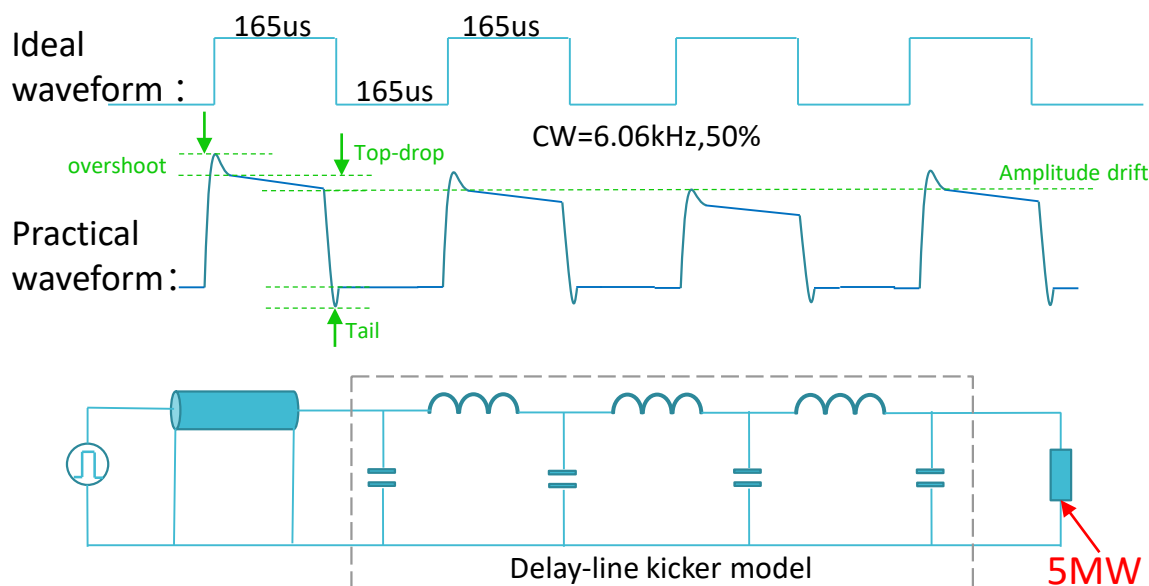 165us
165us
Ideal
waveform：
165us
CW=6.06kHz,50%
overshoot
Top-drop
Amplitude drift
Practical
waveform：
Tail
Delay-line kicker model
5MW